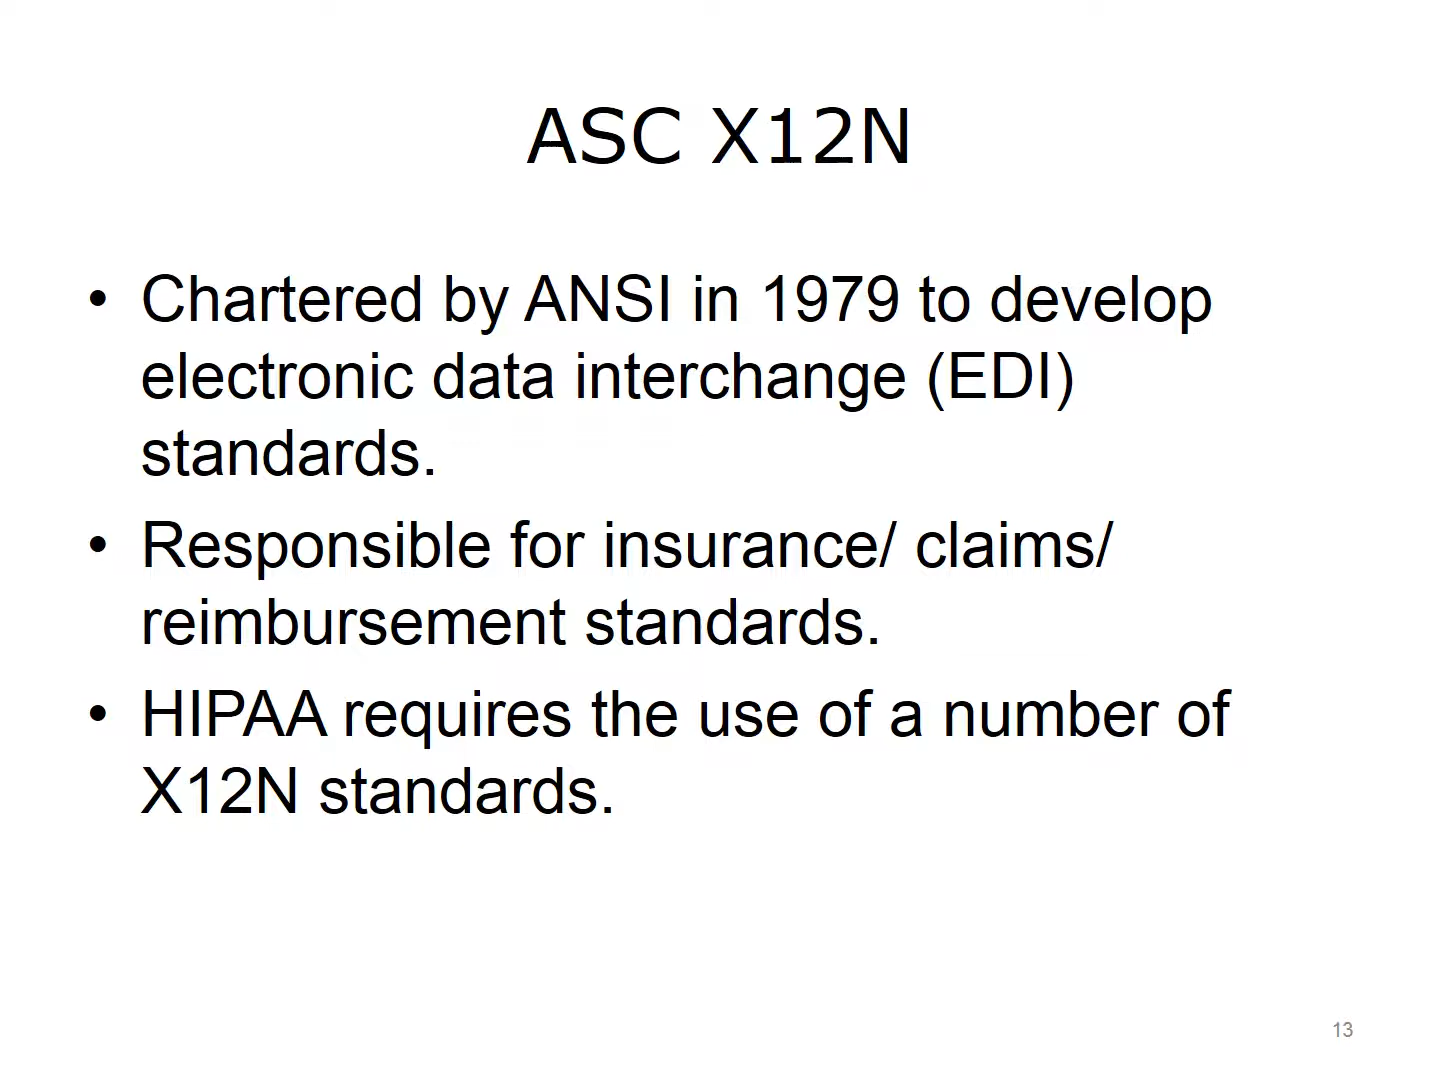 ASC X12N
• Chartered by ANSI in 1979 to develop
electronic data interchange (EDI)
standards.
• Responsible for insurance/ claims/
reimbursement standards.
• HIPAA requires the use of a number of
X12N standards.
13